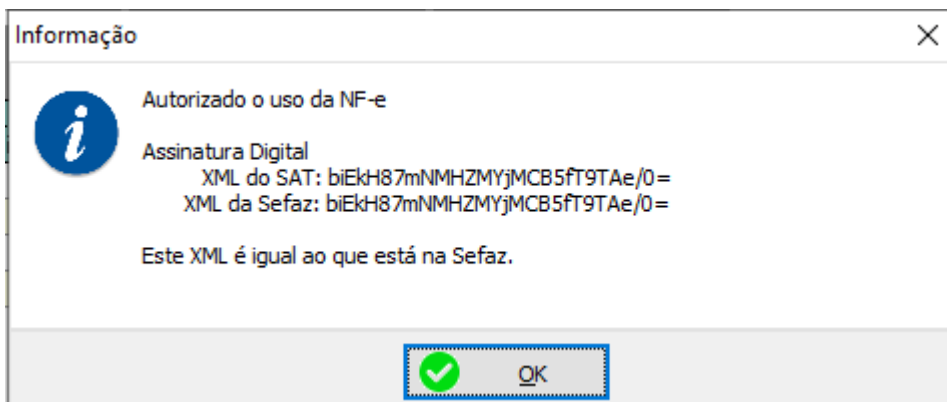 Informação
Autorizado o uso da NF-e
Assinatura Digital
XML do SAT: biEkH87mNMHZMYjMCB5fT9TAe/0=
XML da Sefaz: biEkH87mNMHZMYjMCB5fT9TAe/0=
Este XML é igual ao que está na Sefaz.
OK